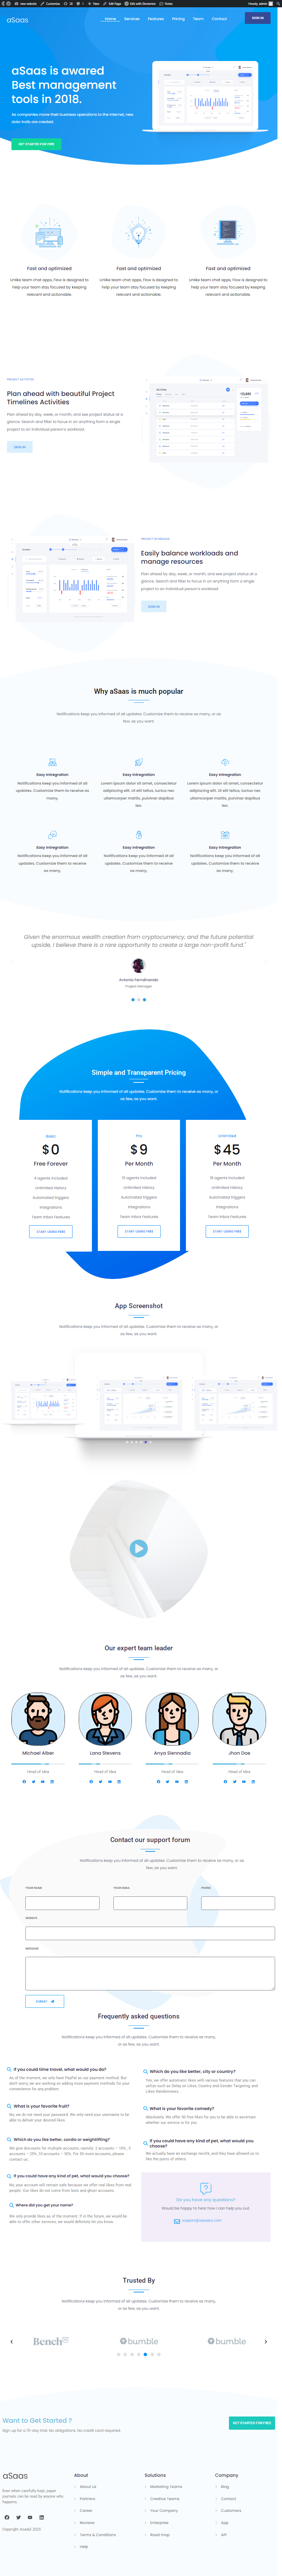 new website Customize 28 New Edit Page Edit with Elementor Notes Howdy, admin
aSaas
Home Services Features Pricing Team Contact
SIGN IN
aSaas is awared
Best management
tools in 2018.
As companies move their business operations to the internet, new
GET STARTED FOR FREE
Fast and optimized
Unlike team chat apps, Flow is designed to
help your team stay focused by keeping
relevant and actionable.
Fast and optimized
Unlike team chat apps, Flow is designed to
help your team stay focused by keeping
relevant and actionable.
Fast and optimized
Unlike team chat apps, Flow is designed to
help your team stay focused by keeping
relevant and actionable.
PROJECT ACTIVITIES
Plan ahead with beautiful Project
Timelines Activities
Plan ahead by day, week, or month, and see project status at a
glance. Search and filter to focus in on anything from a single
project to an individual person's workload.
SIGN IN
Easily balance workloads and
manage resources
Plan ahead by day, week, or month, and see project status at a
glance. Search and filter to focus in on anything form a single
project to an individual person's workload
SIGN IN
Why aSaas is much popular
Notifications keep you informed of all updates. Customize them to receive as many, or as
few, as you want.
Easy Intregration
Notifications keep you informed of all
updates. Customize them to receive as
many,
Easy Intregration
Lorem ipsum dolor sit amet, consectetur
adipiscing elit. Ut elit tellus, luctus nec
ullamcorper mattis, pulvinar dapibus
leo.
Easy Intregration
Lorem ipsum dolor sit amet, consectetur
adipiscing elit. Ut elit tellus, luctus nec
ullamcorper mattis, pulvinar dapibus
leo.
Easy Intregration
Notifications keep you informed of all
updates. Customize them to receive
as many,
Easy Intregration
Notifications keep you informed of all
updates. Customize them to receive
as many,
Easy Intregration
Notifications keep you informed of all
updates. Customize them to receive
as many,
Given the enormous wealth creation from cryptocurrency, and the future potential
upside, I believe there is a rare opportunity to create a large non-profit fund."
Antonio Ferndinando
Project Manager
Simple and Transparent Pricing
Notifications keep you informed of all updates. Customize them to receive as many, or
as few, as you want.
Basic
$0
Free Forever
4 agents included
Unlimited History
Automated triggers
Integrations
Team Inbox Features
START USING FREE
Pro
$9
Per Month
13 agents included
Unlimited History
Automated triggers
Integrations
Team Inbox Features
START USING FREE
Unlimited
$45
Per Month
18 agents included
Unlimited History
Automated triggers
Integrations
Team Inbox Features
START USING FREE
App Screenshot
Notifications keep you informed of all updates. Customize them to receive as many, or
as few, as you want.
Our expert team leader
Notifications keep you informed of all updates. Customize them to receive as many, or
as few, as you want.
Michael Alber
Head of Idea
Lana Stevens
Head of Idea
Anya Slennadio
Head of Idea
Jhon Doe
Head of Idea
Contact our support forum
Notifications keep you informed of all updates. Customize them to receive as many, or as
few, as you want.
YOUR NAME
YOUR EMAIL
PHONE
WEBSITE
MESSAGE
SUBMIT
Frequently asked questions
Notifications keep you informed of all updates. Customize them to receive as many,
or as few, as you want.
If you could time travel, what would you do?
As of the moment, we only have PayPal as our payment method. But
don't worry, we are working on adding more payment methods for your
convenience for any problem.
What is your favorite fruit?
No, we do not need your password. We only need your username to be
able to deliver your desired likes.
Which do you like better, cardio or weightlifting?
We give discounts for multiple accounts, namely: 2 accounts – 10% , 3
accounts – 20%, 20 accounts – 30%. For 30 more accounts, please
contact us.
If you could have any kind of pet, what would you choose?
No, your account will remain safe because we offer real likes from real
people. Our likes do not come from bots and ghost accounts.
Where did you get your name?
We only provide likes as of the moment. If in the future, we would be
able to offer other services, we would definitely let you know.
Which do you like better, city or country?
Yes, we offer automatic likes with various features that you can
utilize such as Delay on Likes, Country and Gender Targeting and
Likes Randomness.
What is your favorite comedy?
Absolutely. We offer 50 free likes for you to be able to ascertain
whether our service is for you.
If you could have any kind of pet, what would you
choose?
We actually have an exchange forofit, and they have allowed us to
like the posts of others.
Do you have any questions?
Would be happy to help how I can help you out.
support@asaass.com
Trusted By
Notifications keep you informed of all updates. Customize them to receive as many,
or as few, as you want.
Bench
bumble
bumble
Want to Get Started ?
Sign up for a 15-day trial. No obligations. No credit card required.
GET STARTED FOR FREE
aSaas
Even when carefully kept, paper
journals can be read by anyone who
happens.
Copyright Asaas2 2023
About
About us
Partners
Career
Reviews
Terms & Conditions
Help
Solutions
Marketing Teams
Creative Teams
Your Company
Enterprise
Road map
Company
Blog
Contact
Customers
App
API